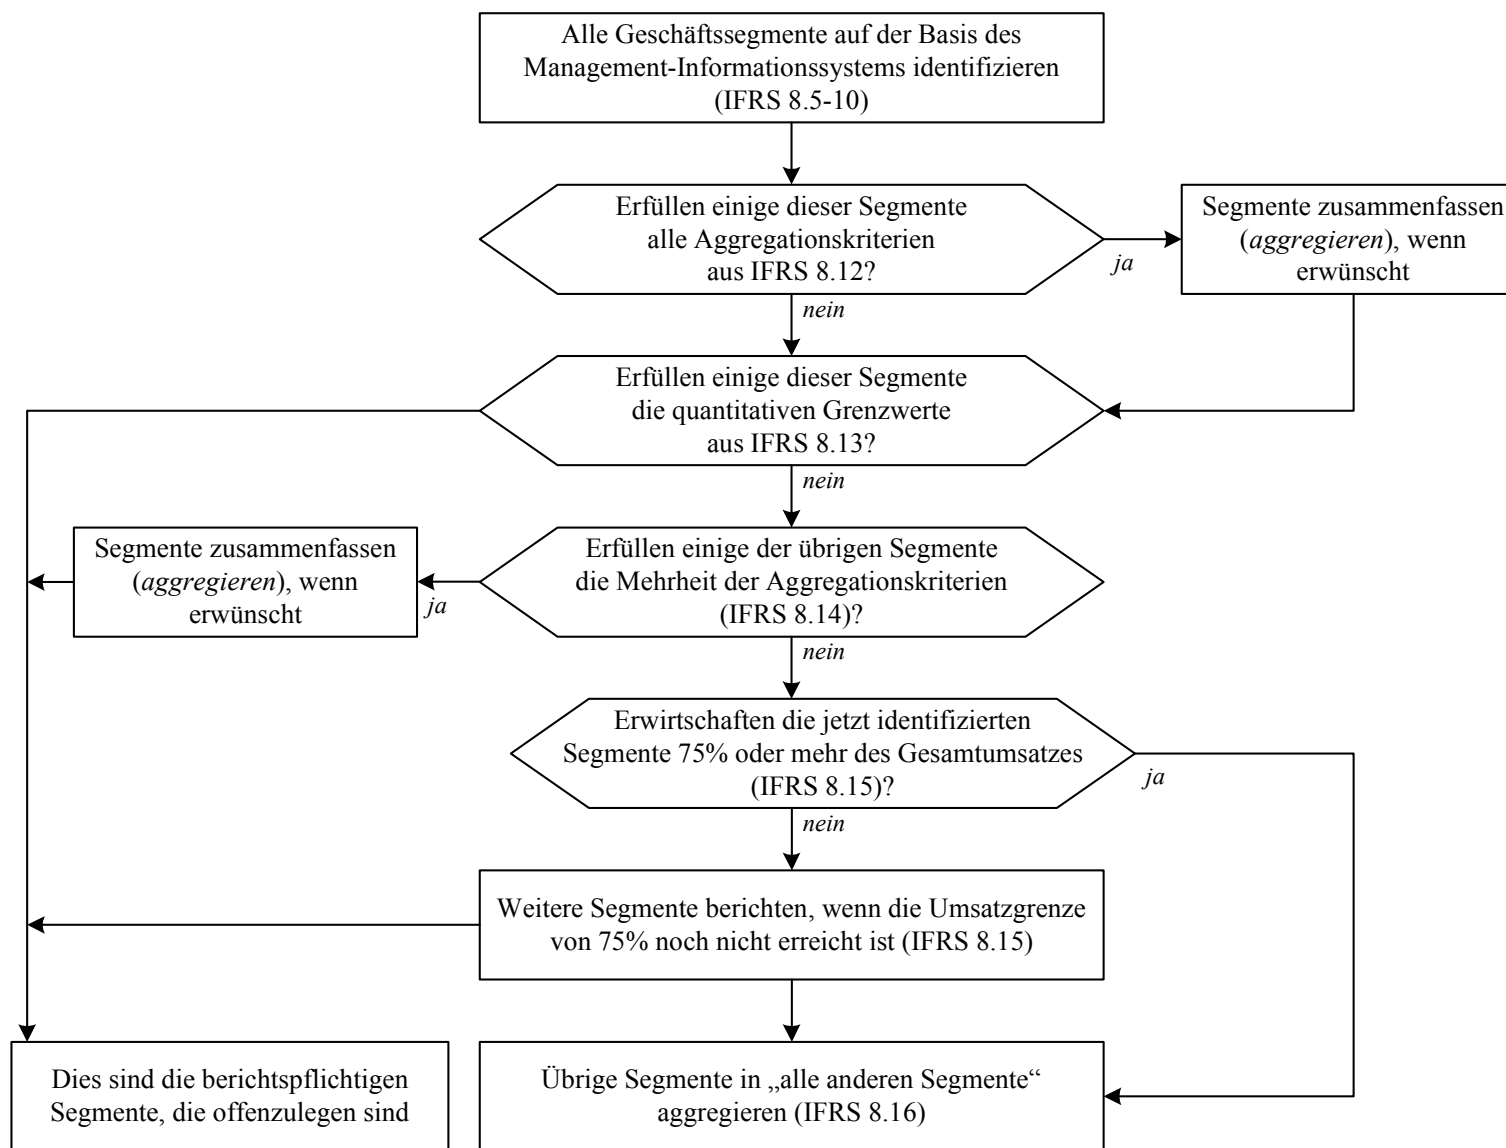 Alle Geschäftssegmente auf der Basis des
Management-Informationssystems identifizieren
(IFRS 8.5-10)
Erfüllen einige dieser Segmente
alle Aggregationskriterien
aus IFRS 8.12?
ja
Segmente zusammenfassen
(aggregieren), wenn
erwünscht
nein
Erfüllen einige dieser Segmente
die quantitativen Grenzwerte
aus IFRS 8.13?
nein
Erfüllen einige der übrigen Segmente
die Mehrheit der Aggregationskriterien
(IFRS 8.14)?
ja
Segmente zusammenfassen
(aggregieren), wenn
erwünscht
nein
Erwirtschaften die jetzt identifizierten
Segmente 75% oder mehr des Gesamtumsatzes
(IFRS 8.15)?
ja
nein
Weitere Segmente berichten, wenn die Umsatzgrenze
von 75% noch nicht erreicht ist (IFRS 8.15)
Dies sind die berichtspflichtigen
Segmente, die offenzulegen sind
Übrige Segmente in „alle anderen Segmente“
aggregieren (IFRS 8.16)